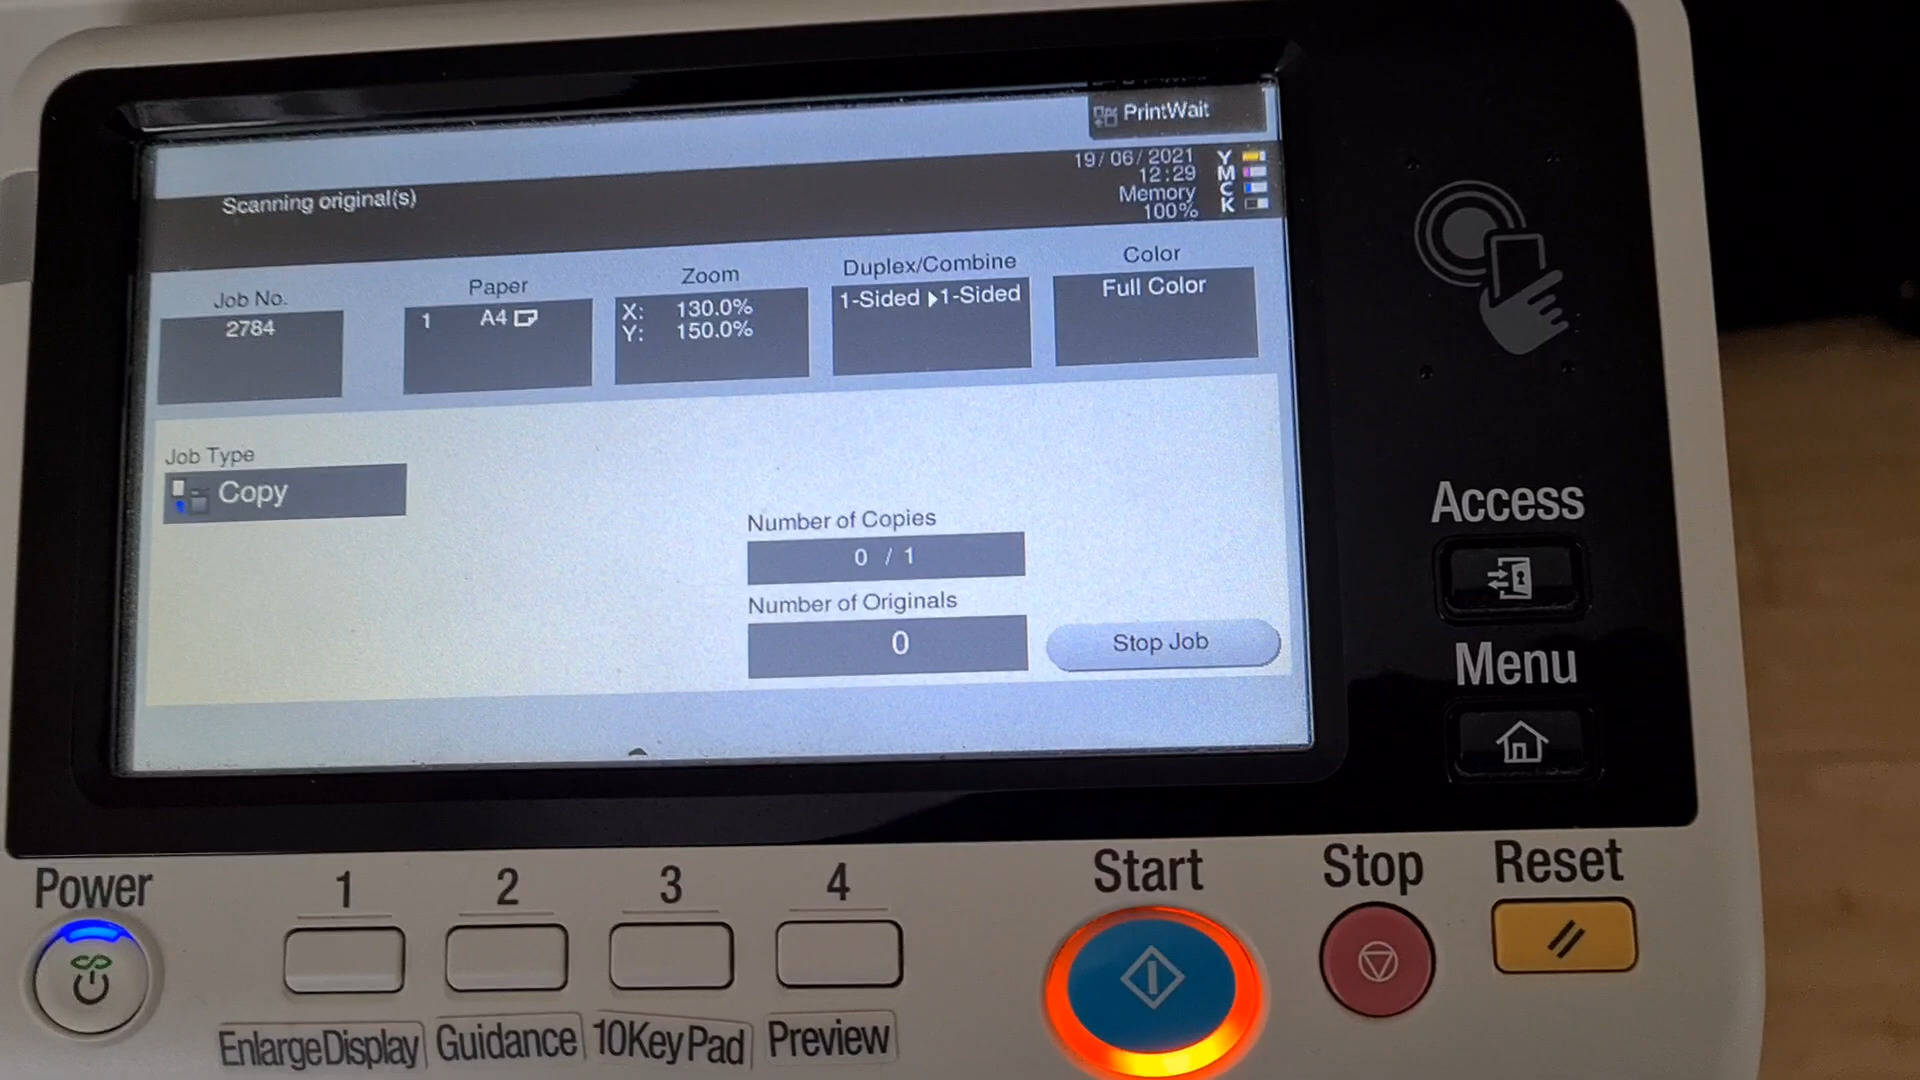 PrintWait
Scanning original(s)
19/06/2021
12:29
Memory
100%
Y
M
C
K
Job No.
2784
Paper
1 A4
Zoom
X: 130.0%
Y: 150.0%
Duplex/Combine
1-Sided ▶1-Sided
Color
Full Color
Job Type
Copy
Number of Copies
0 / 1
Number of Originals
0
Stop Job
Access
Menu
Power
1
2
3
4
Start
Stop
Reset
EnlargeDisplay
Guidance
10KeyPad
Preview